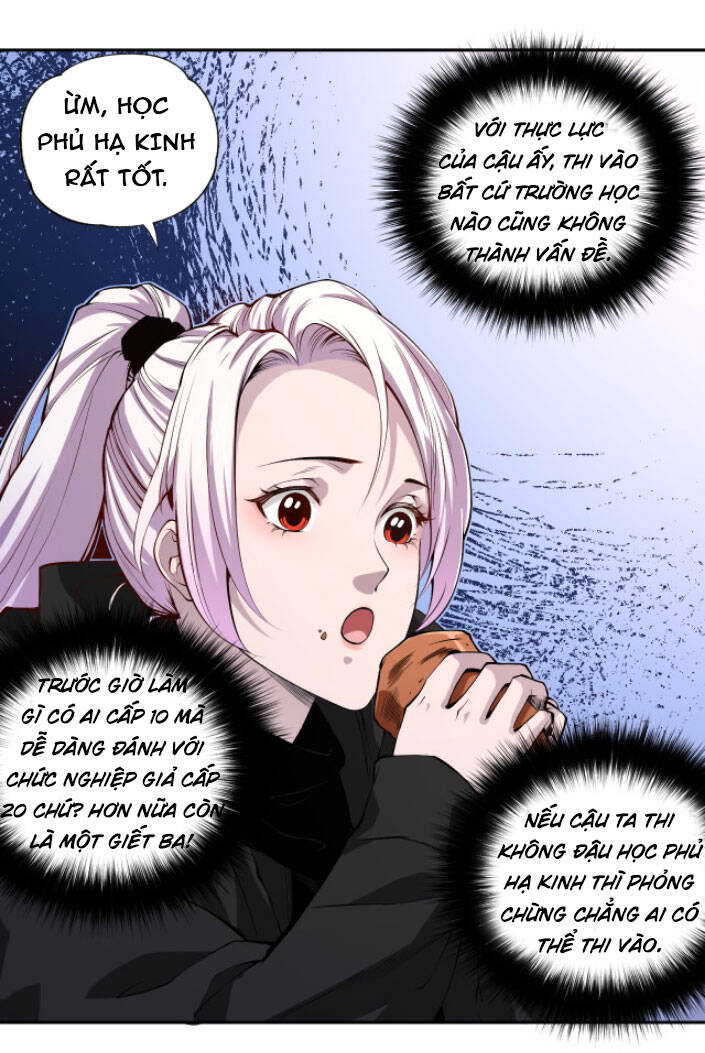 ỪM, HỌC
PHỦ HẠ KINH
RẤT TỐT.
VỚI THỰC LỰC
CỦA CẬU ẤY, THI VÀO
BẤT CỨ TRƯỜNG HỌC
NÀO CŨNG KHÔNG
THÀNH VẤN ĐỀ.
TRƯỚC GIỜ LÀM
GÌ CÓ AI CẤP 10 MÀ
DỄ DÀNG ĐÁNH VỚI
CHỨC NGHIỆP GIẢ CẤP
20 CHỨ? HƠN NỮA CÒN
LÀ MỘT GIẾT BA!
NẾU CẬU TA THI
KHÔNG ĐẬU HỌC PHỦ
HẠ KINH THÌ PHỎNG
CHỪNG CHẲNG AI CÓ
THỂ THI VÀO.